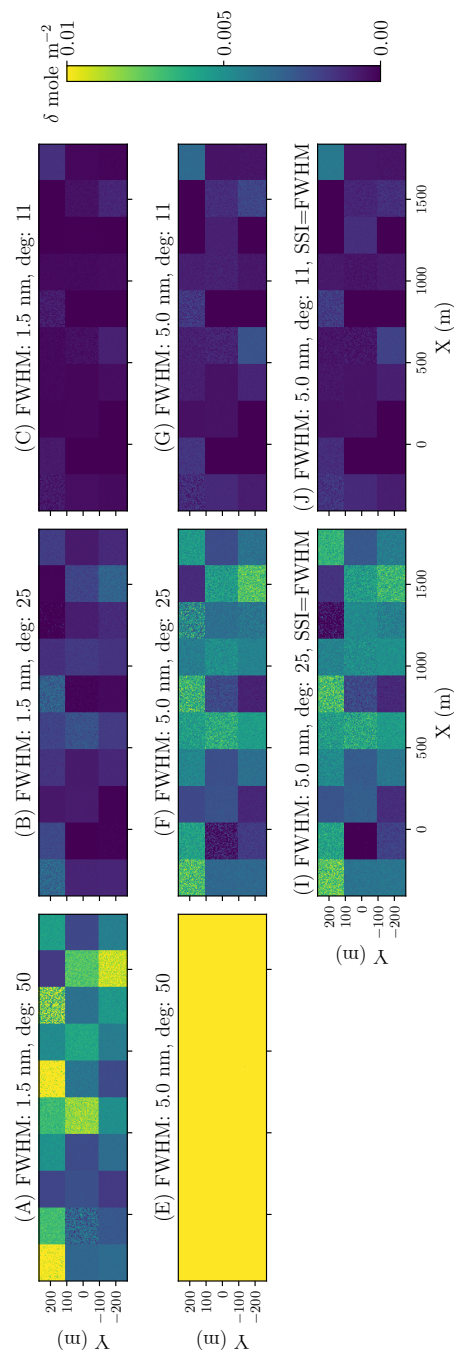 (A) FWHM: 1.5 nm, deg: 50
(B) FWHM: 1.5 nm, deg: 25
(C) FWHM: 1.5 nm, deg: 11
δ mole m−2
0.01
0.005
0.00
Y (m)
200
100
0
−100
−200
(E) FWHM: 5.0 nm, deg: 50
(F) FWHM: 5.0 nm, deg: 25
(G) FWHM: 5.0 nm, deg: 11
Y (m)
200
100
0
−100
−200
(I) FWHM: 5.0 nm, deg: 25, SSI=FWHM
(J) FWHM: 5.0 nm, deg: 11, SSI=FWHM
Y (m)
200
100
0
−100
−200
0
500
1000
1500
X (m)
0
500
1000
1500
X (m)